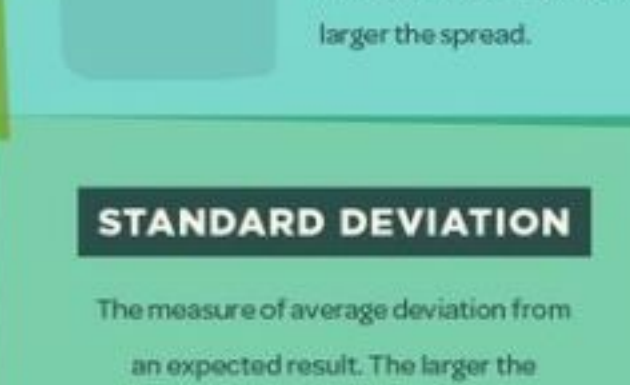 larger the spread.
STANDARD DEVIATION
The measure of average deviation from
an expected result. The larger the